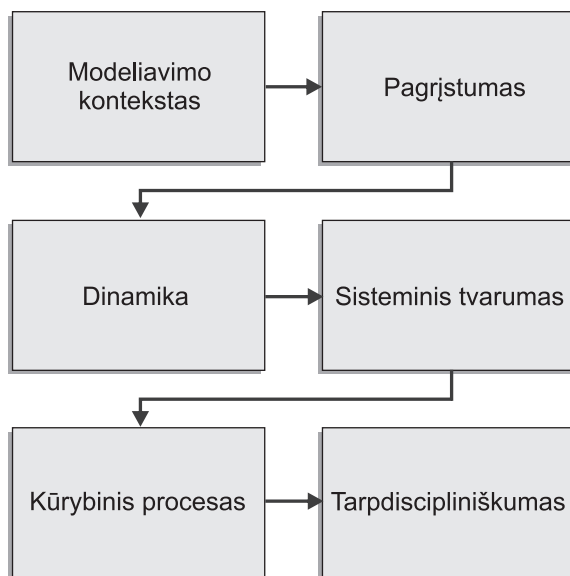 Modeliavimo
kontekstas
Pagrįstumas
Dinamika
Sisteminis tvarumas
Kūrybinis procesas
Tarpdiscipliniškumas